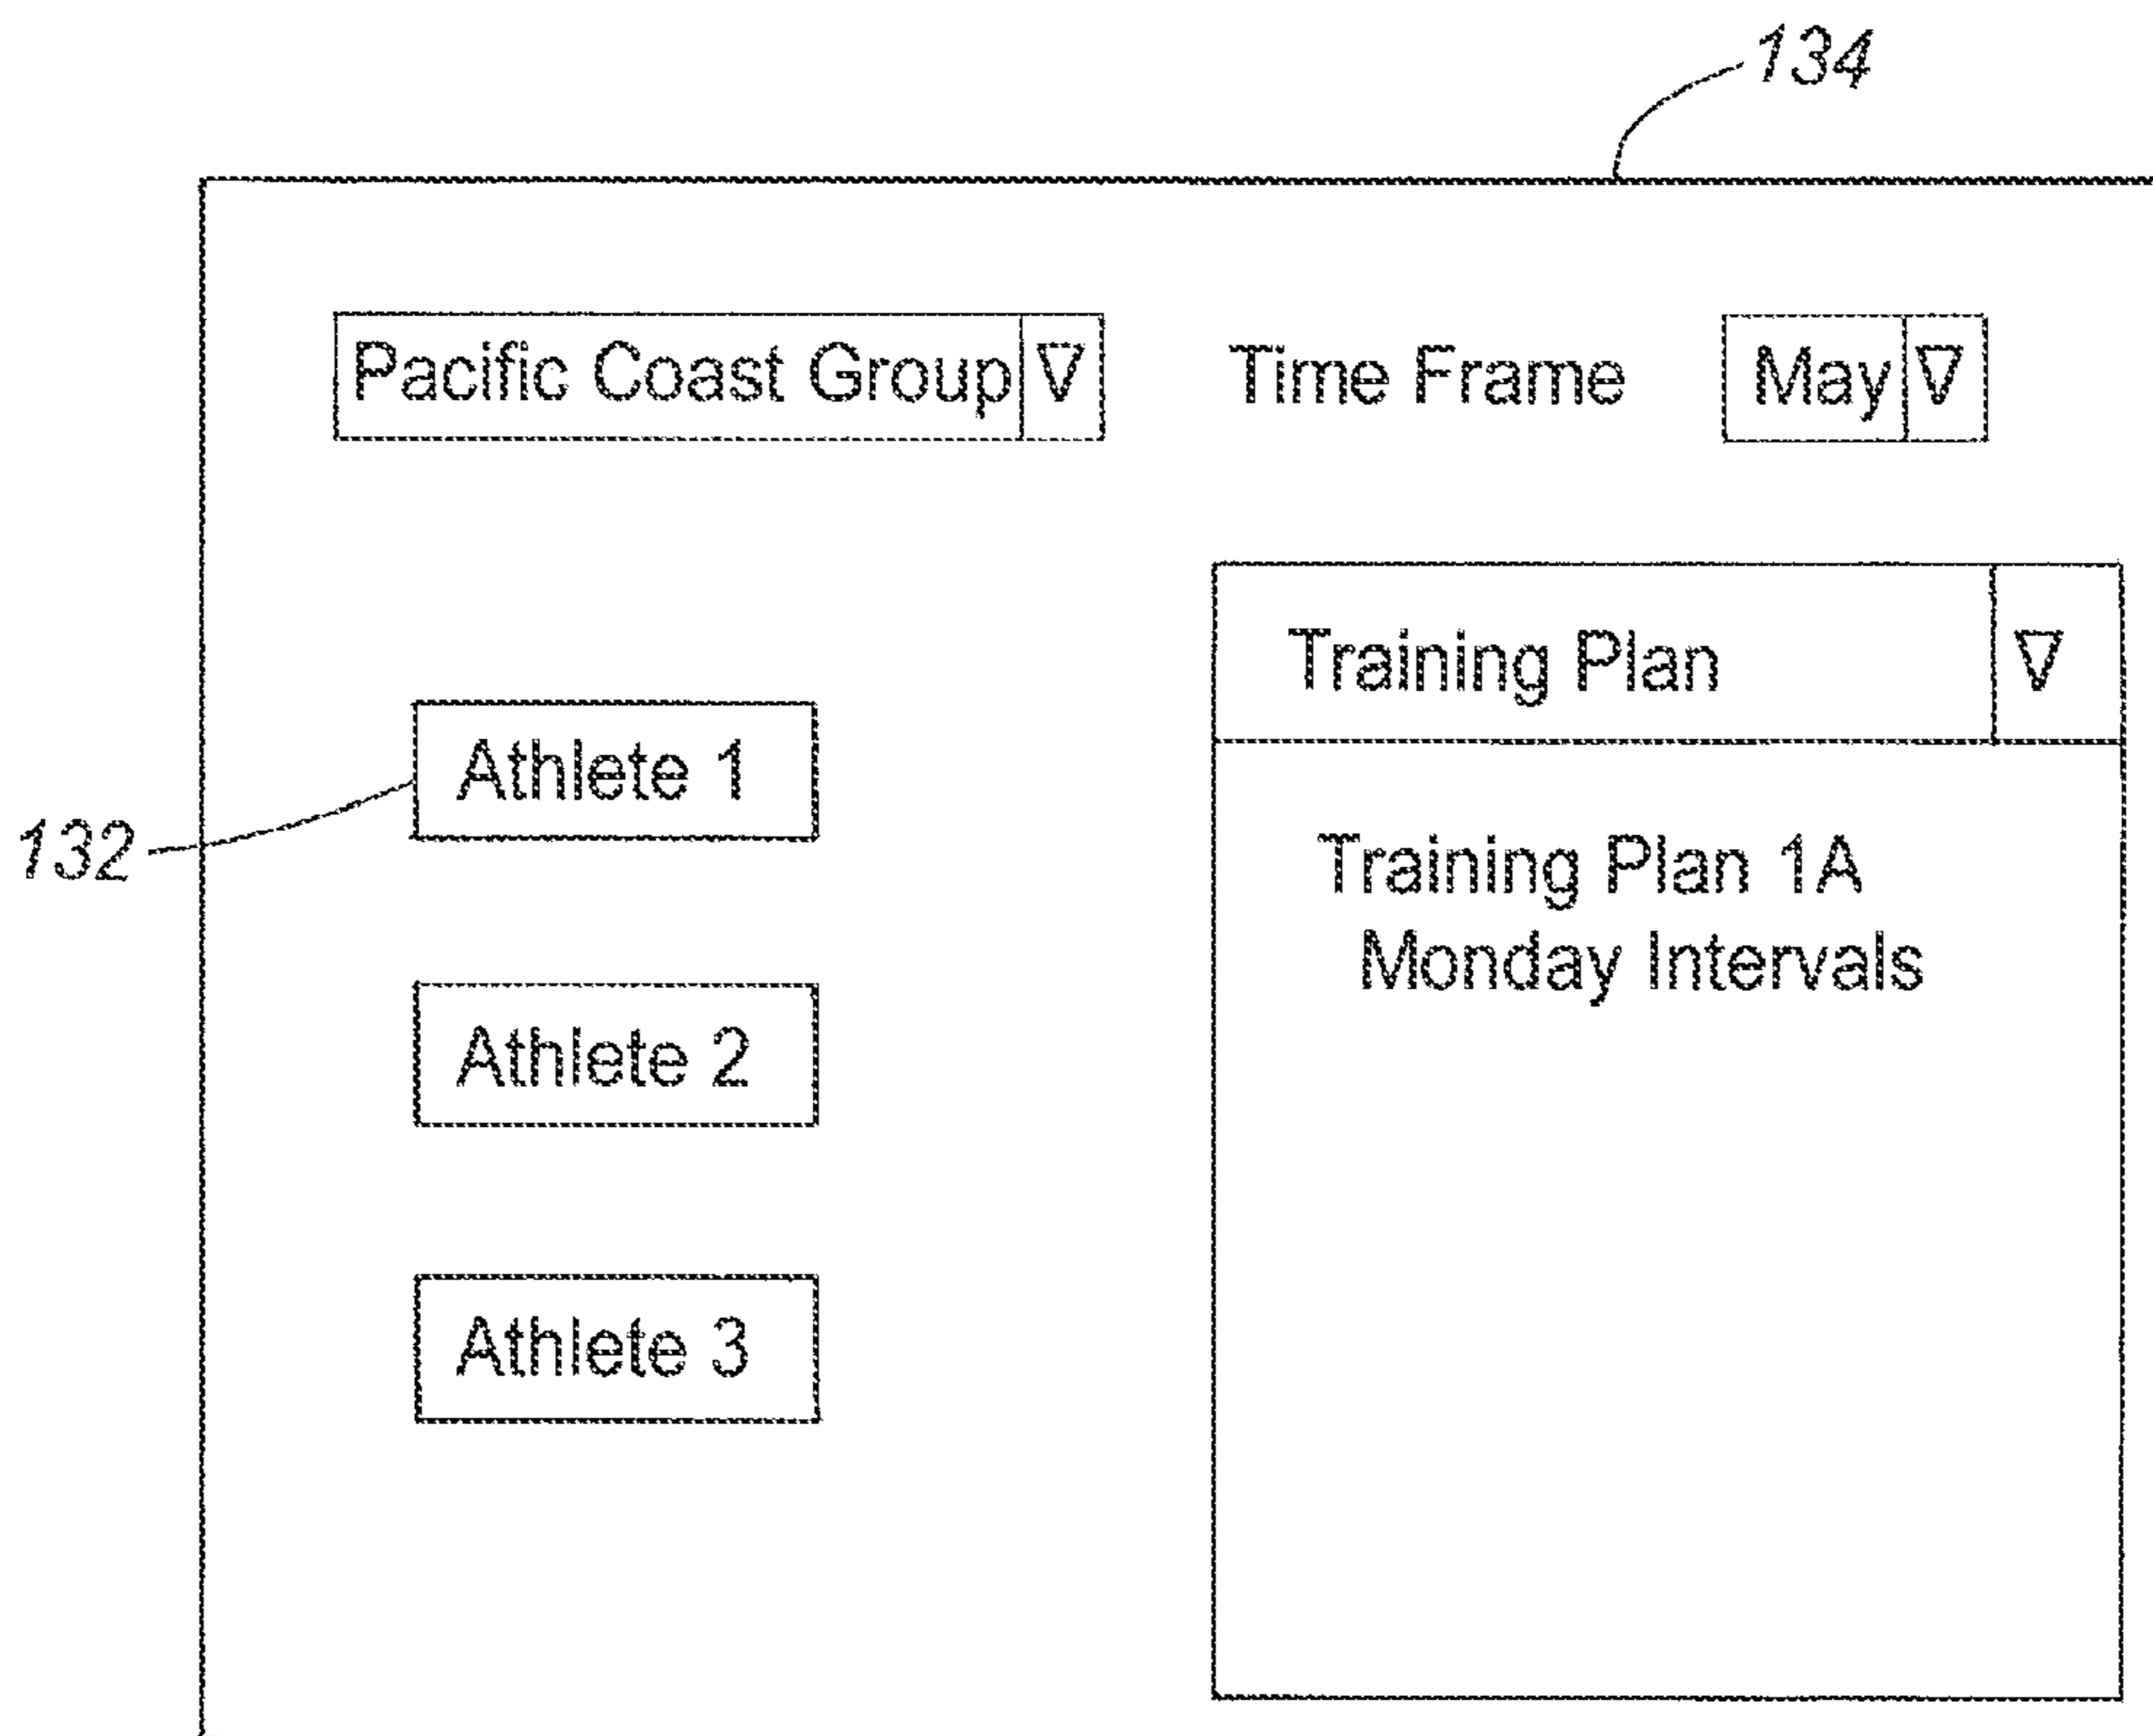 134
Pacific Coast Group
Time Frame
May
Training Plan
Athlete 1
132
Training Plan 1A
Monday Intervals
Athlete 2
Athlete 3